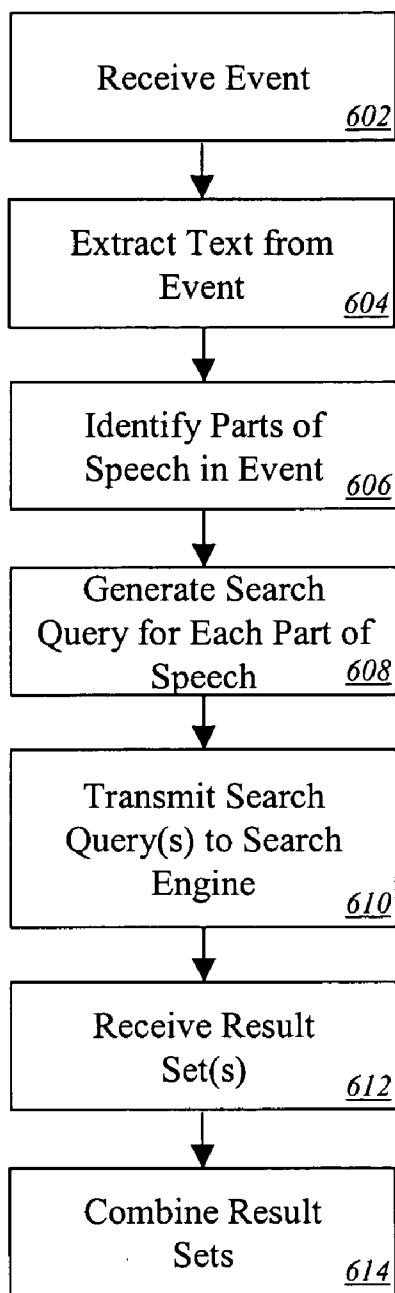 Receive Event
602
Extract Text from
Event
604
Identify Parts of
Speech in Event
606
Generate Search
Query for Each Part of
Speech 608
Transmit Search
Query(s) to Search
Engine
610
Receive Result
Set(s)
612
Combine Result
Sets
614